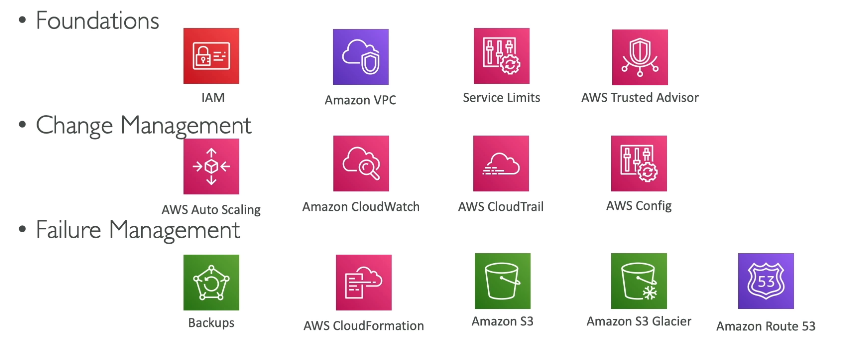 • Foundations
IAM
Amazon VPC
Service Limits
AWS Trusted Advisor
• Change Management
AWS Auto Scaling
Amazon CloudWatch
AWS CloudTrail
AWS Config
• Failure Management
Backups
AWS CloudFormation
Amazon S3
Amazon S3 Glacier
53
Amazon Route 53